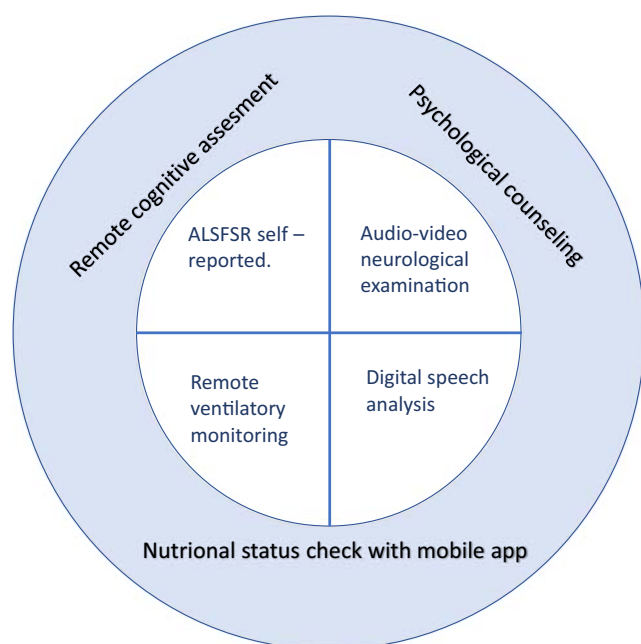 Remote cognitive assesment
Psychological counseling
ALSFSR self –
reported.
Audio-video
neurological
examination
Remote
ventilatory
monitoring
Digital speech
analysis
Nutrional status check with mobile app